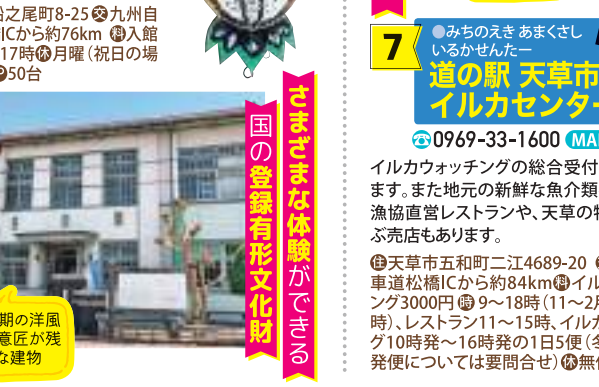 船之尾町8-25 交九州自
ICから約76km 料入館
17時 休月曜(祝日の場
P50台
さまざまな体験ができる
国の登録有形文化財
期の洋風
意匠が残
な建物
7
●みちのえき あまくさし
いるかせんたー
道の駅 天草市
イルカセンター
☎0969-33-1600 MA
イルカウォッチングの総合受付
ます。また地元の新鮮な魚介類
漁協直営レストランや、天草の特
ぶ売店もあります。
住天草市五和町二江4689-20
車道松橋ICから約84km 料イル
ング3000円 時9〜18時(11〜2月
時)、レストラン11〜15時、イルカ
グ10時発〜16時発の1日5便(冬
発便については要問合せ) 休無休